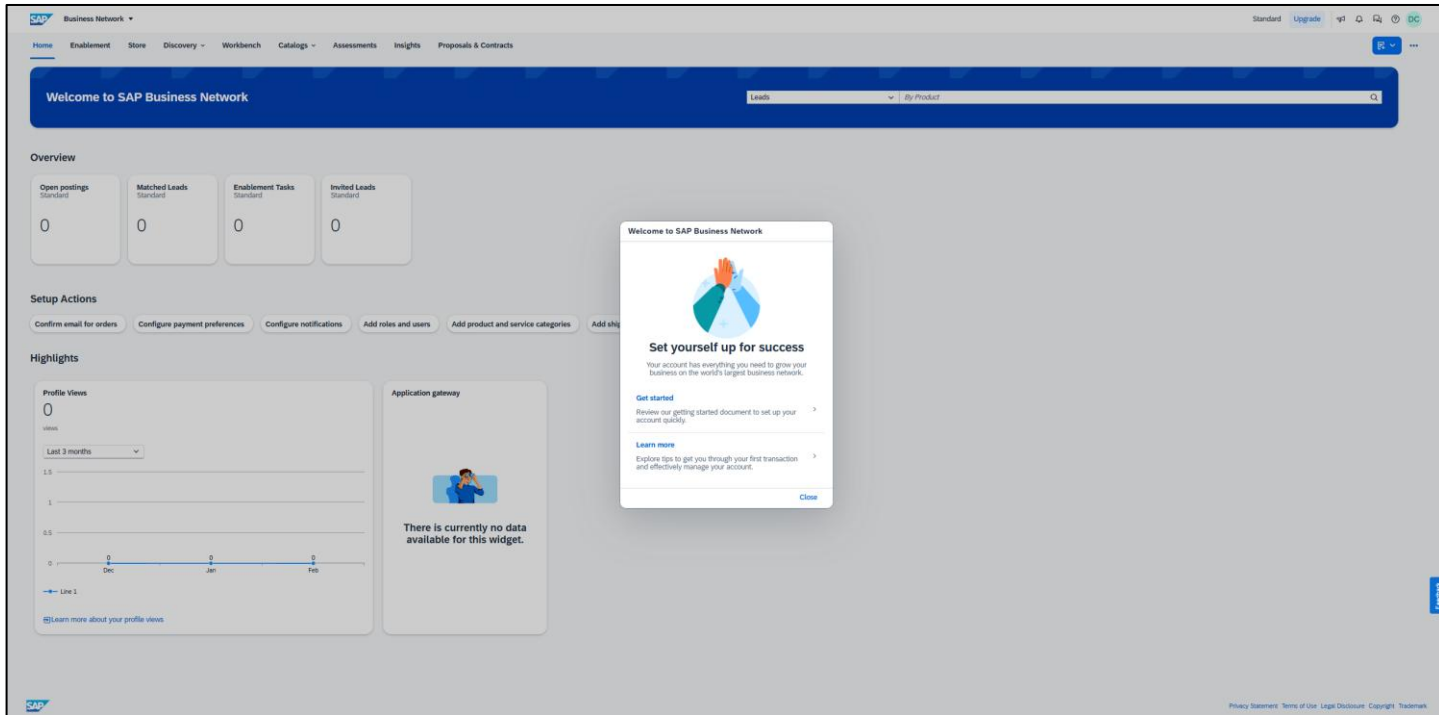 SAP Business Network
Standard Upgrade DC
Home Enablement Store Discovery Workbench Catalogs Assessments Insights Proposals & Contracts
Welcome to SAP Business Network
Leads By Product
Overview
Open postings
Standard
0
Matched Leads
Standard
0
Enablement Tasks
Standard
0
Invited Leads
Standard
0
Setup Actions
Confirm email for orders Configure payment preferences Configure notifications Add roles and users Add product and service categories Add ship
Highlights
Profile Views
0
views
Last 3 months
1.5
1
0.5
0
0 0 0
Dec Jan Feb
Line 1
Learn more about your profile views
Application gateway
There is currently no data
available for this widget.
Welcome to SAP Business Network
Set yourself up for success
Your account has everything you need to grow your
business on the world's largest business network.
Get started
Review our getting started document to set up your
account quickly.
Learn more
Explore tips to get you through your first transaction
and effectively manage your account.
Close
Feedback
SAP
Privacy Statement Terms of Use Legal Disclosure Copyright Trademark